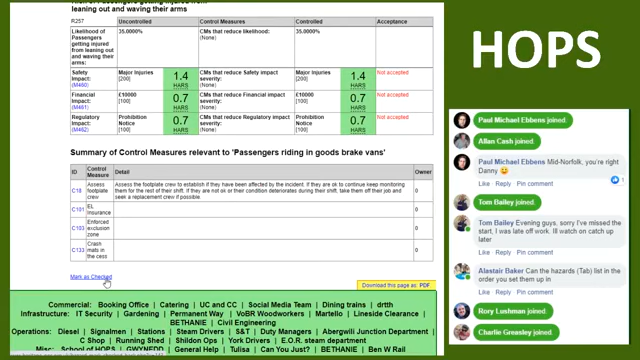 leaning out and waving their arms
R257 Uncontrolled Control Measures Controlled Acceptance
Likelihood of Passengers getting injured from leaning out and waving their arms: 35.0000% CMs that reduce likelihood: (None) 35.0000%
Safety Impact: (M460) Major Injuries [200] 1.4 HARS CMs that reduce Safety impact severity: (None) Major Injuries [200] 1.4 HARS Not accepted
Financial Impact: (M461) £10000 [100] 0.7 HARS CMs that reduce Financial impact severity: (None) £10000 [100] 0.7 HARS Not accepted
Regulatory Impact: (M462) Prohibition Notice [100] 0.7 HARS CMs that reduce Regulatory impact severity: (None) Prohibition Notice [100] 0.7 HARS Not accepted
Summary of Control Measures relevant to 'Passengers riding in goods brake vans'
ID Control Measure Detail Owner
C18 Assess footplate crew Assess the footplate crew to establish if they have been affected by the incident. If they are ok to continue keep monitoring them for the rest of their shift. If they are not ok or their condition deteriorates during their shift: take them off their job and seek a replacement crew if possible. 0
C101 EL Insurance 0
C103 Enforced exclusion zone 0
C133 Crash mats in the cess 0
Mark as Checked
Download this page as: PDF
Commercial: Booking Office | Catering | UC and CC | Social Media Team | Dining trains | drtth
Infrastructure: IT Security | Gardening | Permanent Way | VoBR Woodworkers | Martello | Lineside Clearance | BETHANIE | Civil Engineering
Operations: Diesel | Signalmen | Stations | Steam Drivers | S&T | Duty Managers | Abergwili Junction Department | C Shop | Running Shed | Shildon Ops | York Drivers | E.O.R. steam department
Misc: School of HOPS | GWYNEDD | General Help | Tulisa | Can You Just? | BETHANIE | Ben W Rail
HOPS
Paul Michael Ebbens joined.
Allan Cash joined.
Paul Michael Ebbens Mid-Norfolk, you're right
Danny 🙂
1
Like Reply Pin comment
Tom Bailey joined.
Tom Bailey Evening guys, sorry I've missed the
start, I was late off work. Ill watch on catch up
later
Like Reply Pin comment
Alastair Baker Can the hazards (Tab) list in the
order you set them up in
Like Reply Pin comment
Rory Lushman joined.
Charlie Greasley joined.